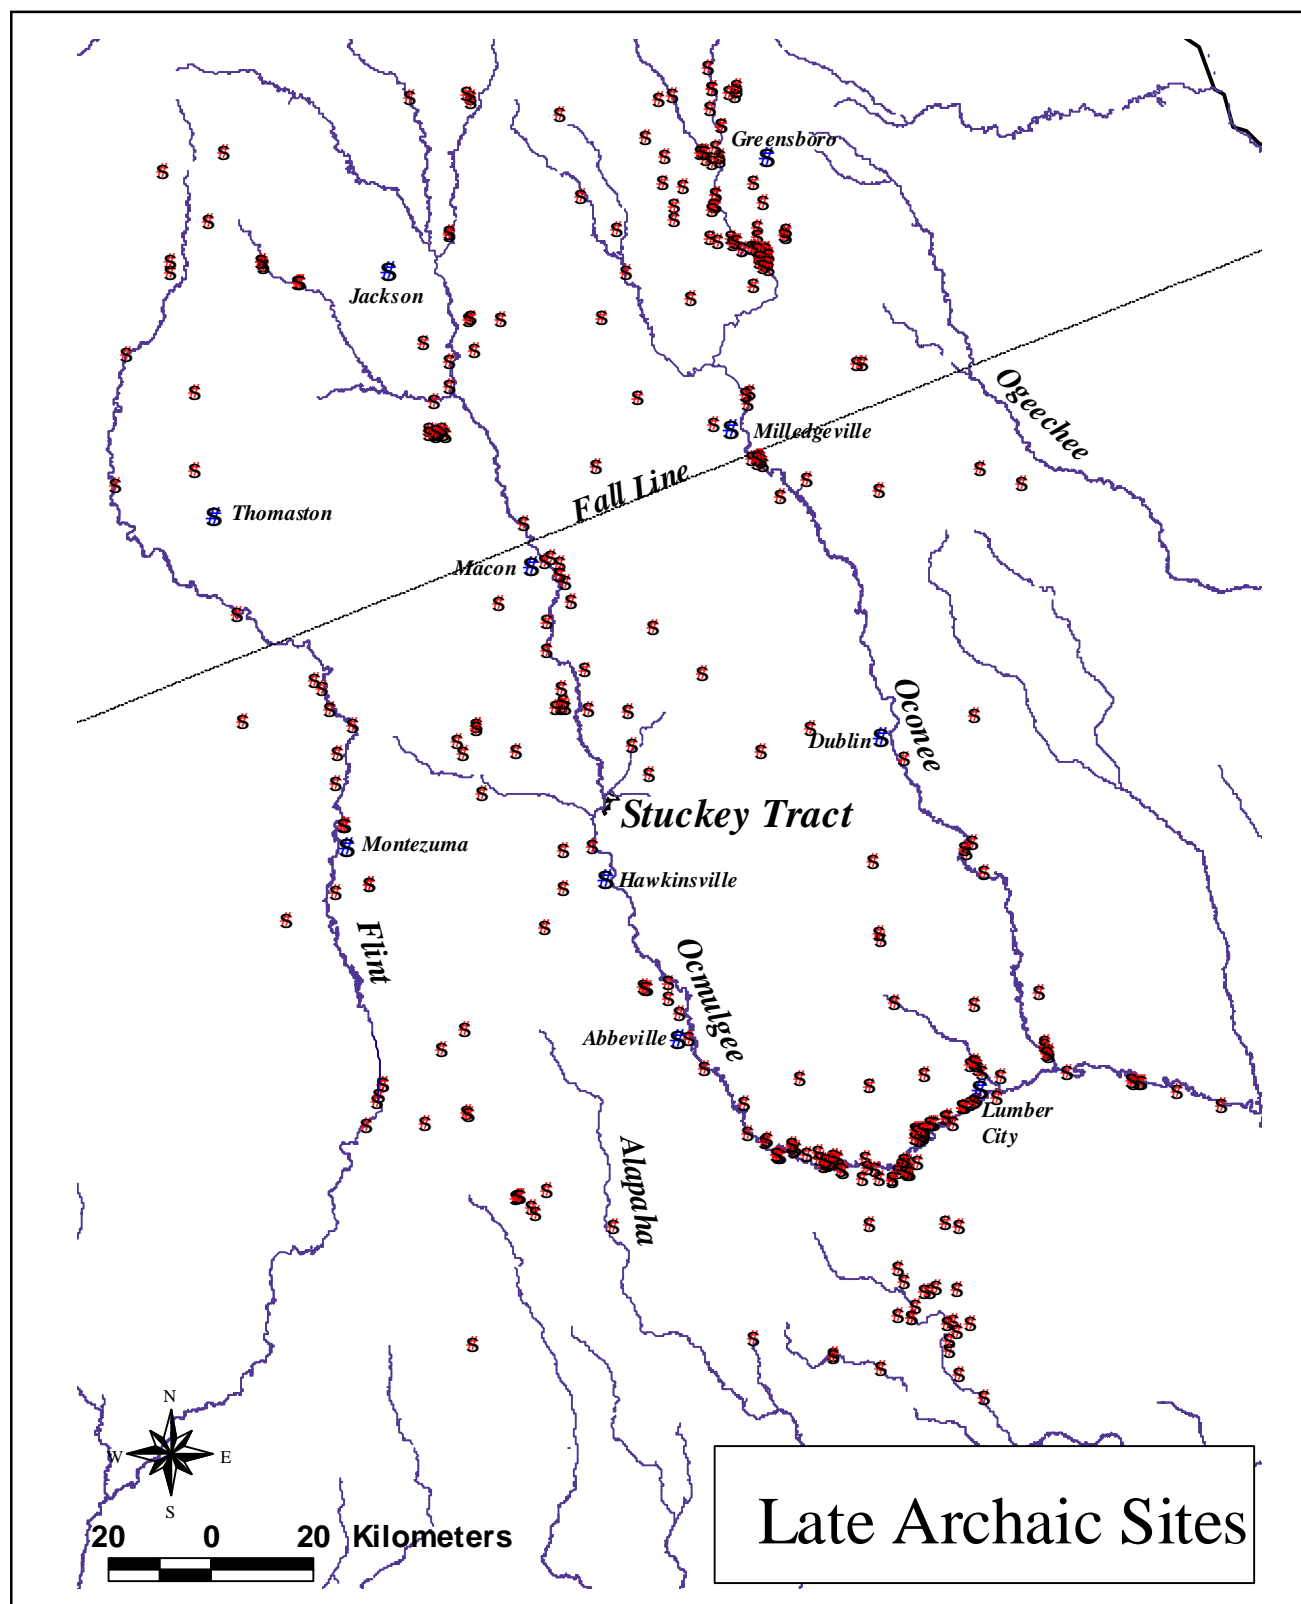 Greensboro
Jackson
Ogeechee
Milledgeville
Fall Line
Thomaston
Macon
Oconee
Dublin
Stuckey Tract
Montezuma
Hawkinsville
Flint
Ocmulgee
Abbeville
Lumber
City
Alapaha
N
W
E
S
20 0 20 Kilometers
Late Archaic Sites